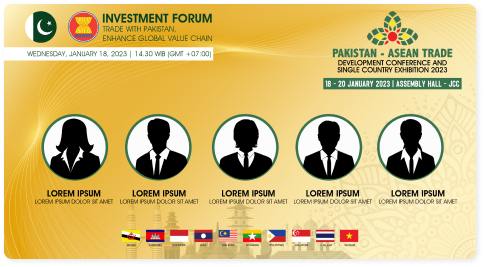 INVESTMENT FORUM
TRADE WITH PAKISTAN,
ENHANCE GLOBAL VALUE CHAIN
WEDNESDAY, JANUARY 18, 2023 | 14.30 WIB (GMT +07:00)
PAKISTAN - ASEAN TRADE
DEVELOPMENT CONFERENCE AND
SINGLE COUNTRY EXHIBITION 2023
18 - 20 JANUARY 2023 | ASSEMBLY HALL - JCC
LOREM IPSUM
LOREM IPSUM DOLOR SIT AMET
LOREM IPSUM
LOREM IPSUM DOLOR SIT AMET
LOREM IPSUM
LOREM IPSUM DOLOR SIT AMET
LOREM IPSUM
LOREM IPSUM DOLOR SIT AMET
LOREM IPSUM
LOREM IPSUM DOLOR SIT AMET